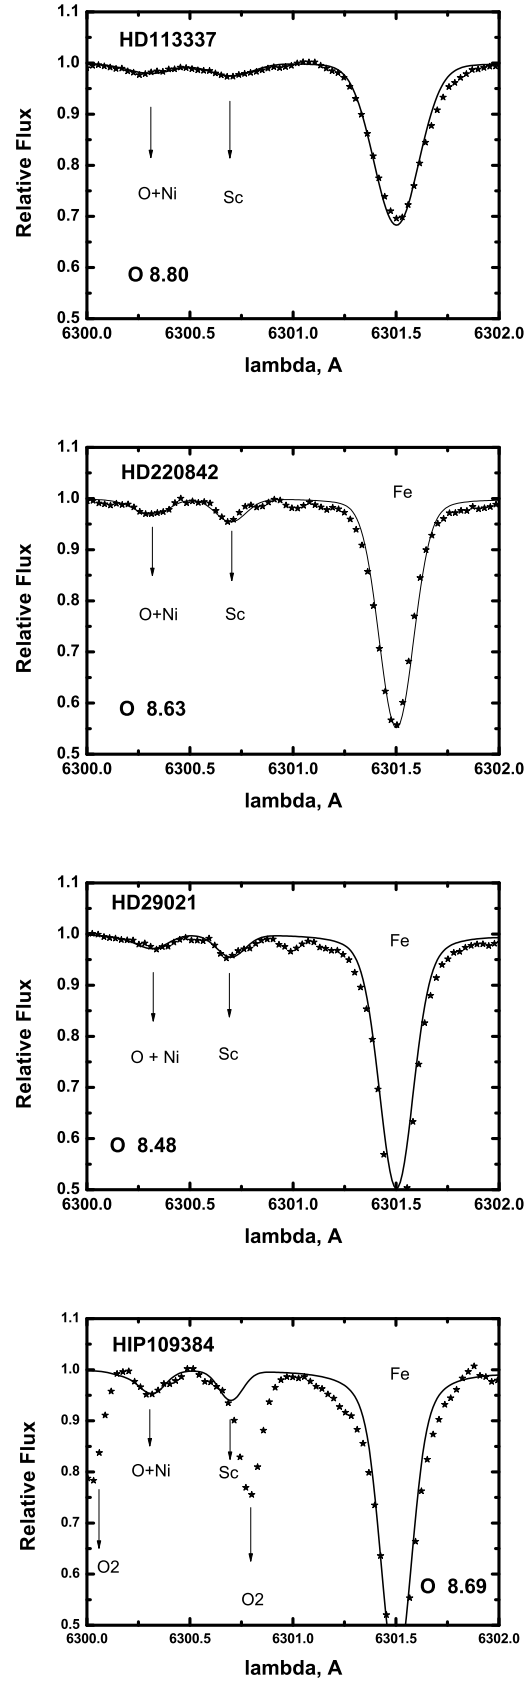 1.1
HD113337
1.0
0.9
0.8
O+Ni
Sc
0.7
0.6
O 8.80
0.5
6300.0 6300.5 6301.0 6301.5 6302.0
Relative Flux
lambda, A
1.1
HD220842
1.0
Fe
0.9
0.8
O+Ni
Sc
0.7
O 8.63
0.6
0.5
6300.0 6300.5 6301.0 6301.5 6302.0
Relative Flux
lambda, A
1.1
HD29021
1.0
Fe
0.9
0.8
O + Ni
Sc
0.7
0.6
O 8.48
0.5
6300.0 6300.5 6301.0 6301.5 6302.0
Relative Flux
lambda, A
1.1
HIP109384
1.0
Fe
0.9
0.8
O+Ni
Sc
0.7
0.6
O2
O2
O 8.69
0.5
6300.0 6300.5 6301.0 6301.5 6302.0
Relative Flux
lambda, A